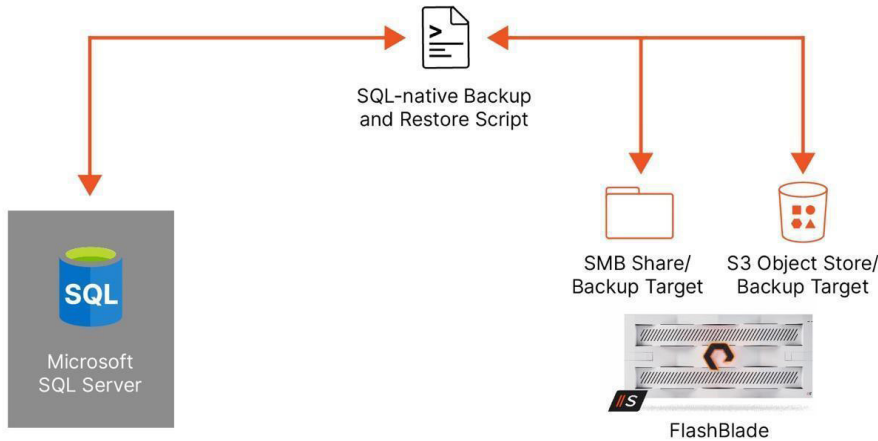 SQL-native Backup
and Restore Script
SQL
Microsoft
SQL Server
SMB Share/
Backup Target
S3 Object Store/
Backup Target
//S
FlashBlade